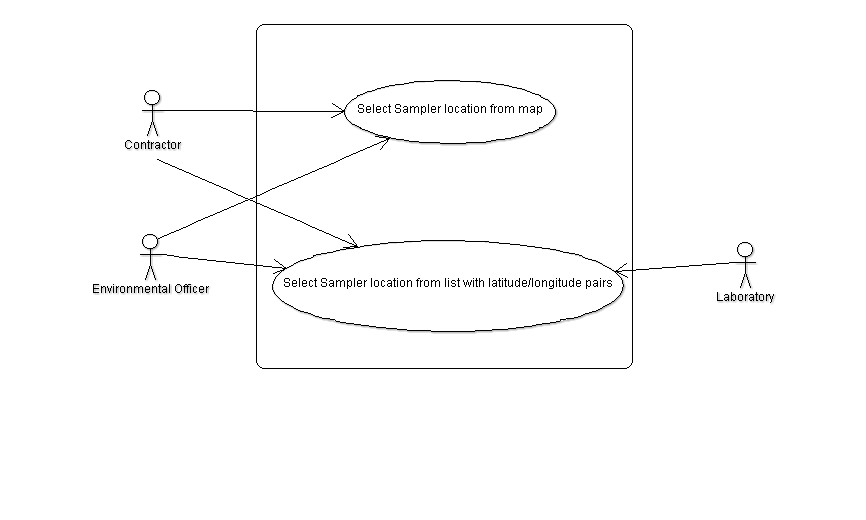 Select Sampler location from map
Contractor
Select Sampler location from list with latitude/longitude pairs
Environmental Officer
Laboratory